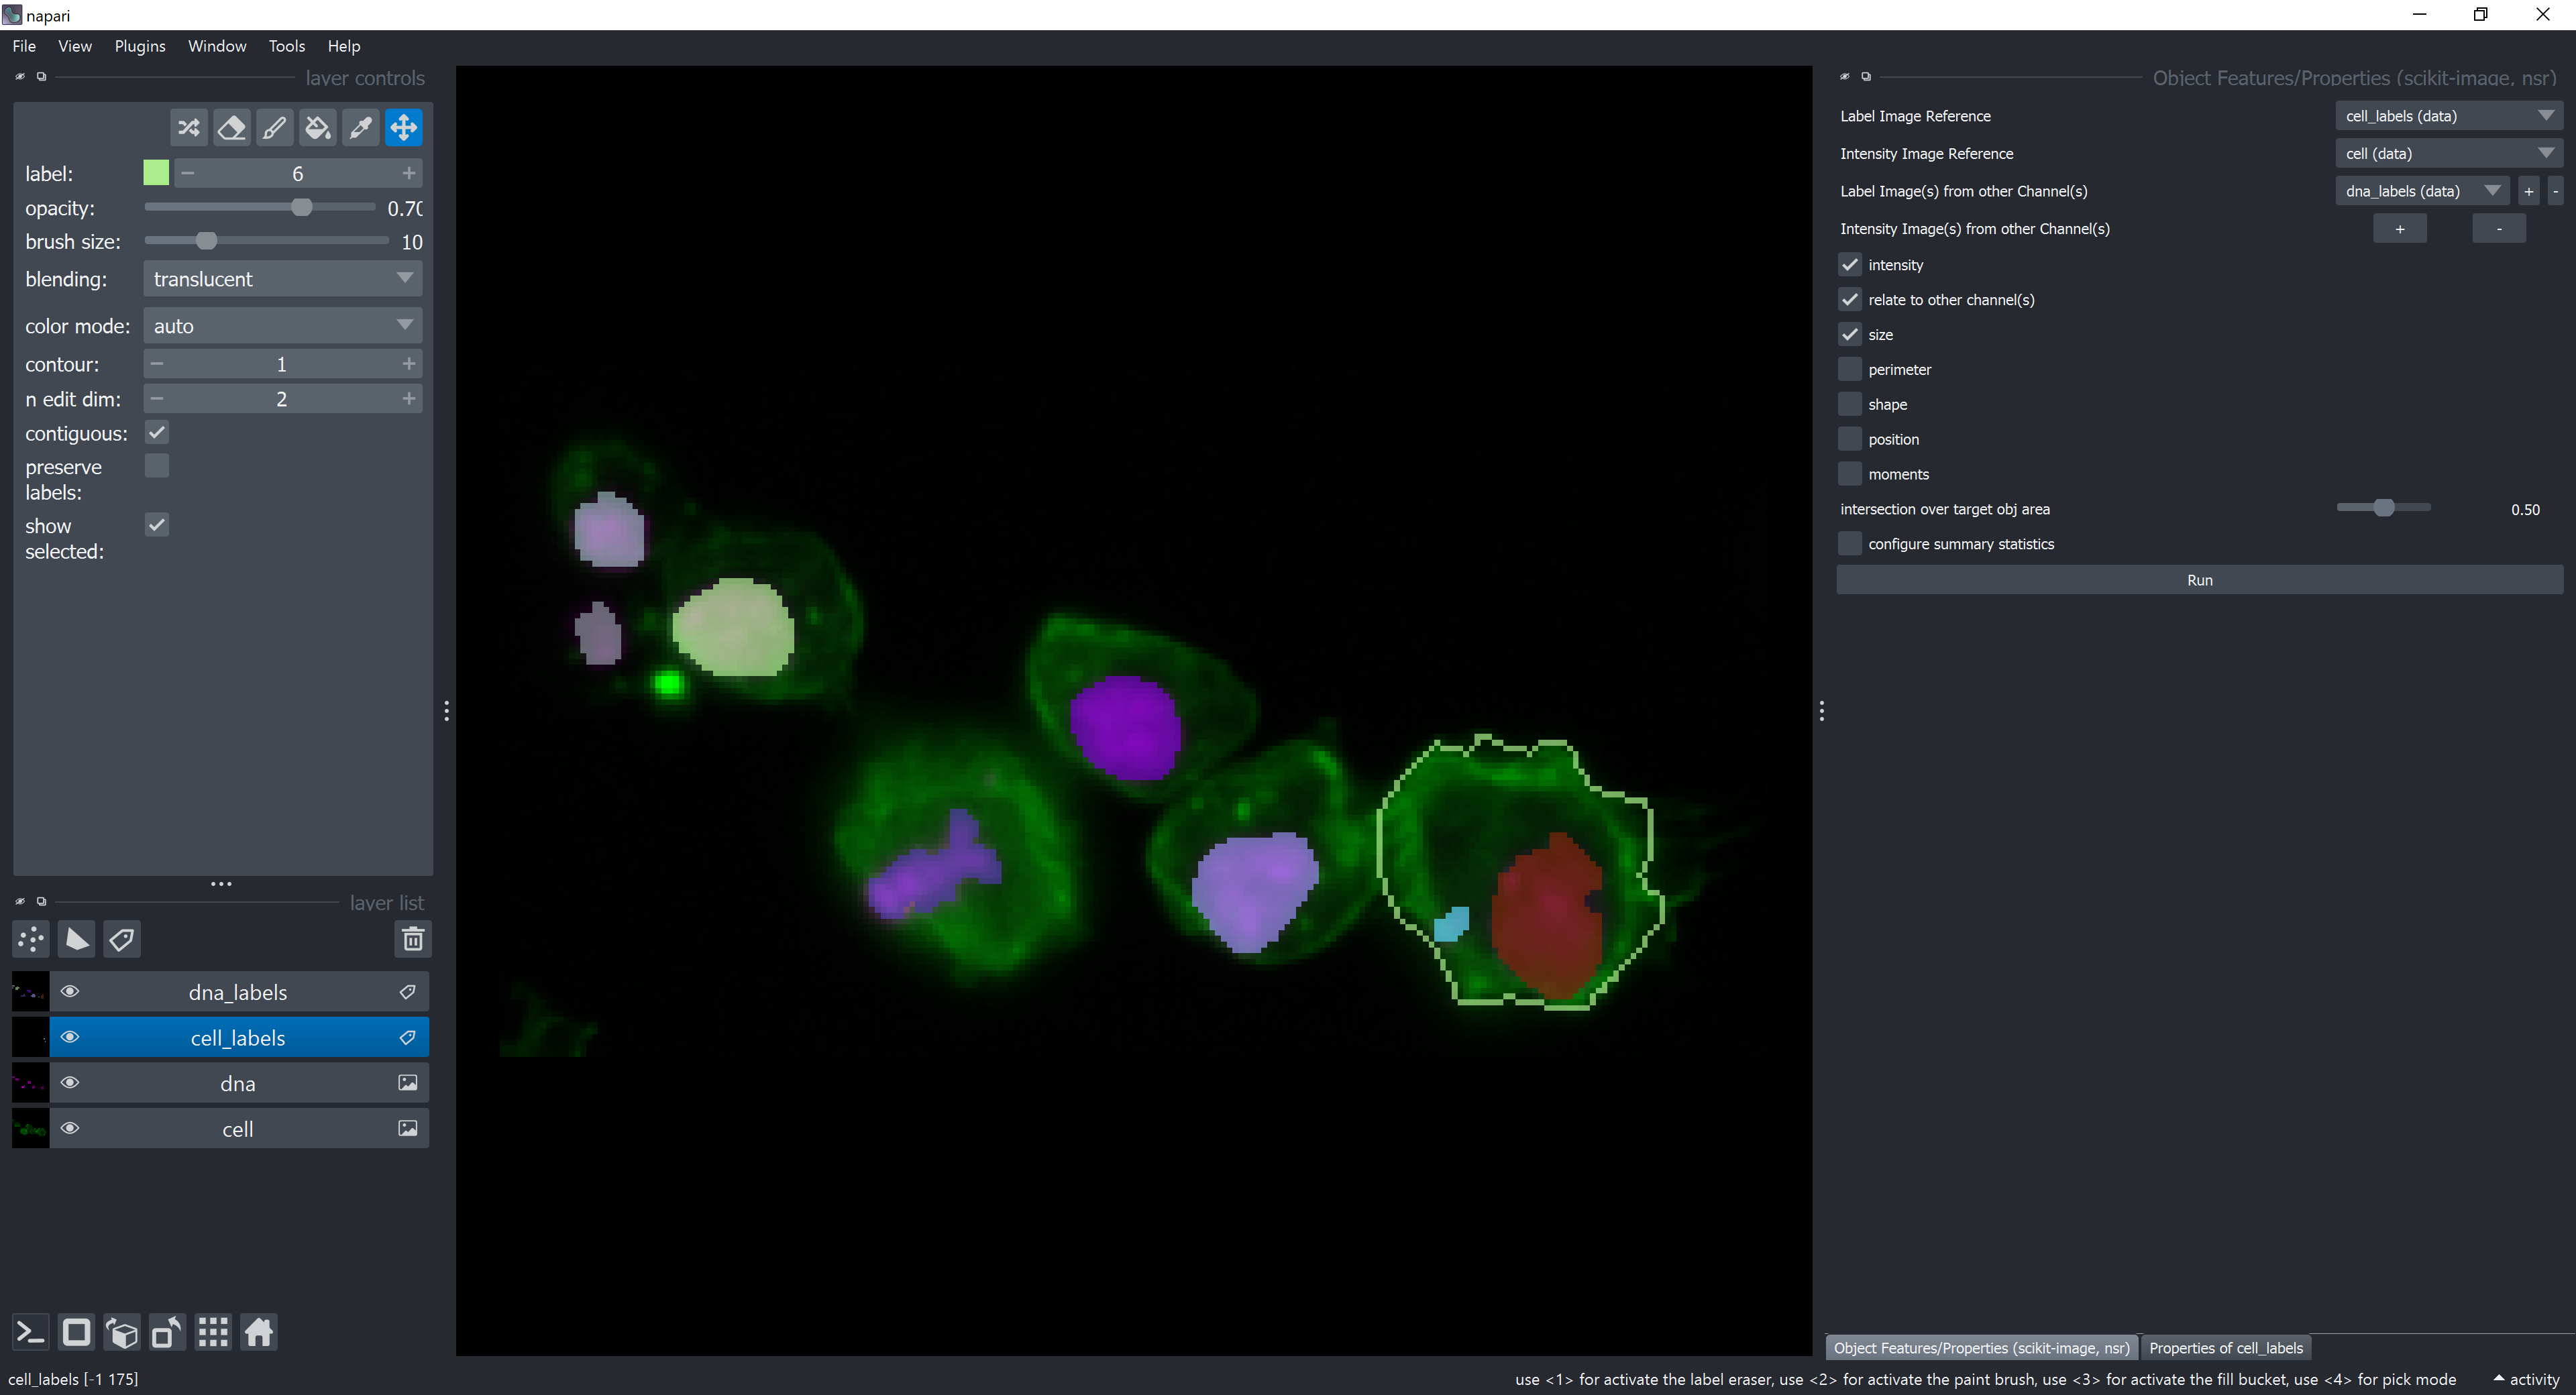 napari
File View Plugins Window Tools Help
layer controls
label: 6
opacity: 0.70
brush size: 10
blending: translucent
color mode: auto
contour: 1
n edit dim: 2
contiguous:
preserve
labels:
show
selected:
layer list
dna_labels
cell_labels
dna
cell
cell_labels [-1 175]
Object Features/Properties (scikit-image, nsr)
Label Image Reference cell_labels (data)
Intensity Image Reference cell (data)
Label Image(s) from other Channel(s) dna_labels (data) + -
Intensity Image(s) from other Channel(s) + -
intensity
relate to other channel(s)
size
perimeter
shape
position
moments
intersection over target obj area 0.50
configure summary statistics
Run
Object Features/Properties (scikit-image, nsr) Properties of cell_labels
use <1> for activate the label eraser, use <2> for activate the paint brush, use <3> for activate the fill bucket, use <4> for pick mode activity